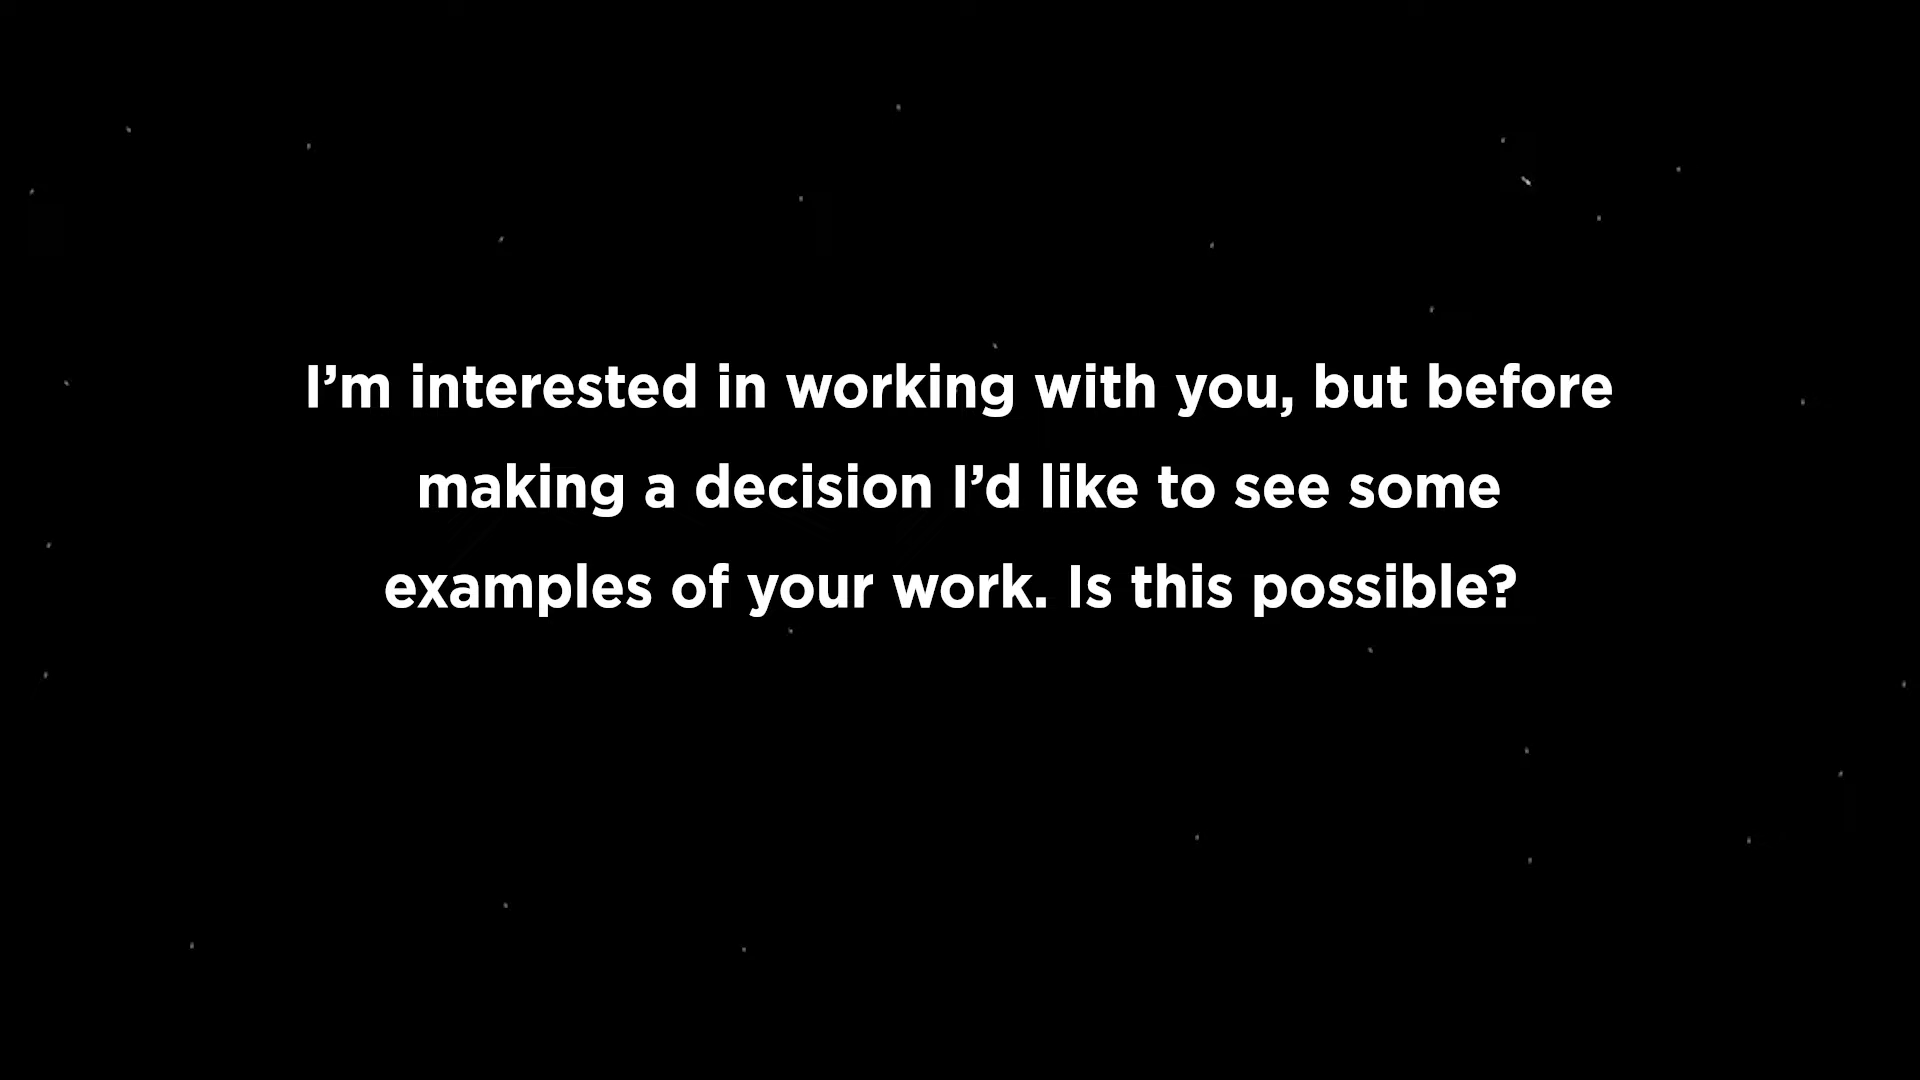 I’m interested in working with you, but before
making a decision I’d like to see some
examples of your work. Is this possible?